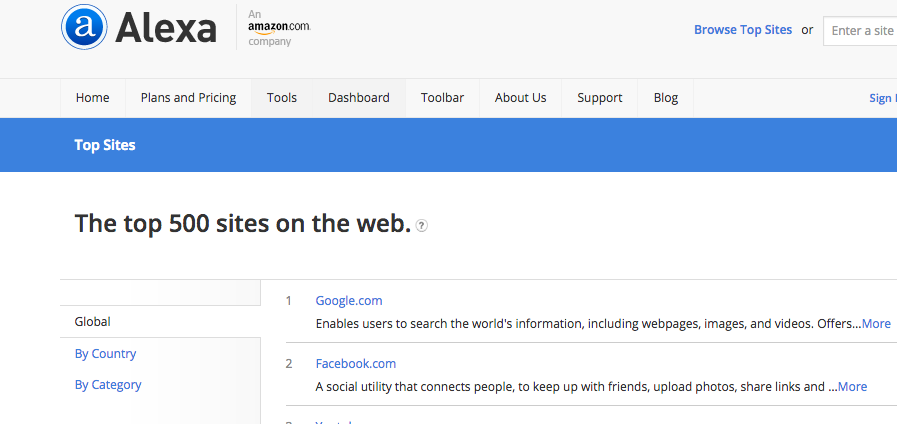 a Alexa
An
amazon.com
company
Browse Top Sites or Enter a site
Home Plans and Pricing Tools Dashboard Toolbar About Us Support Blog Sign
Top Sites
The top 500 sites on the web. ?
Global
By Country
By Category
1 Google.com
Enables users to search the world's information, including webpages, images, and videos. Offers...More
2 Facebook.com
A social utility that connects people, to keep up with friends, upload photos, share links and ...More